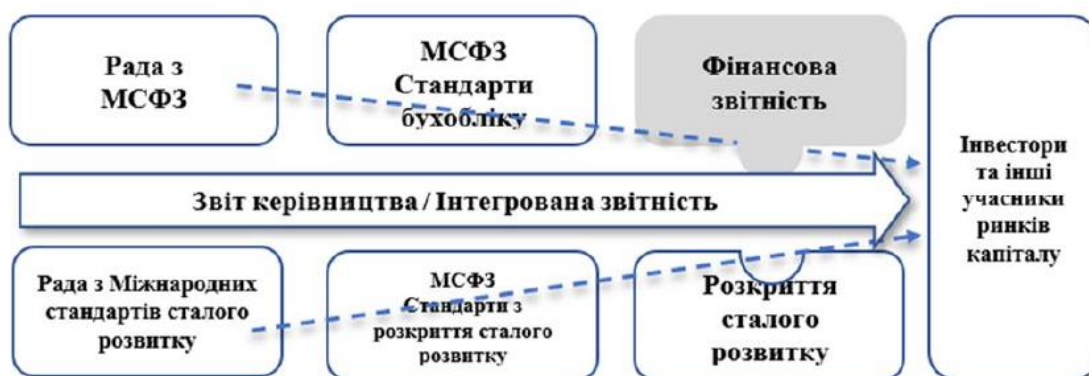 Рада з
МСФЗ
МСФЗ
Стандарти
бухобліку
Фінансова
звітність
Інвестори
та інші
учасники
ринків
капіталу
Звіт керівництва / Інтегрована звітність
Рада з Міжнародних
стандартів сталого
розвитку
МСФЗ
Стандарти з
розкриття сталого
розвитку
Розкриття
сталого
розвитку